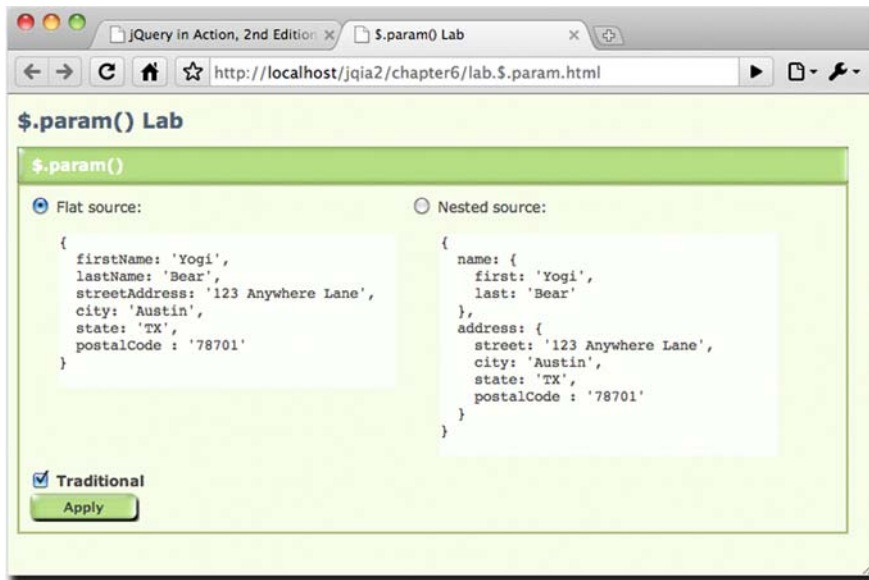 jQuery in Action, 2nd Edition
$.param() Lab
http://localhost/jqia2/chapter6/lab.$.param.html
$.param() Lab
$.param()
Flat source:
{
firstName: 'Yogi',
lastName: 'Bear',
streetAddress: '123 Anywhere Lane',
city: 'Austin',
state: 'TX',
postalCode : '78701'
}
Nested source:
{
name: {
first: 'Yogi',
last: 'Bear'
},
address: {
street: '123 Anywhere Lane',
city: 'Austin',
state: 'TX',
postalCode : '78701'
}
}
Traditional
Apply